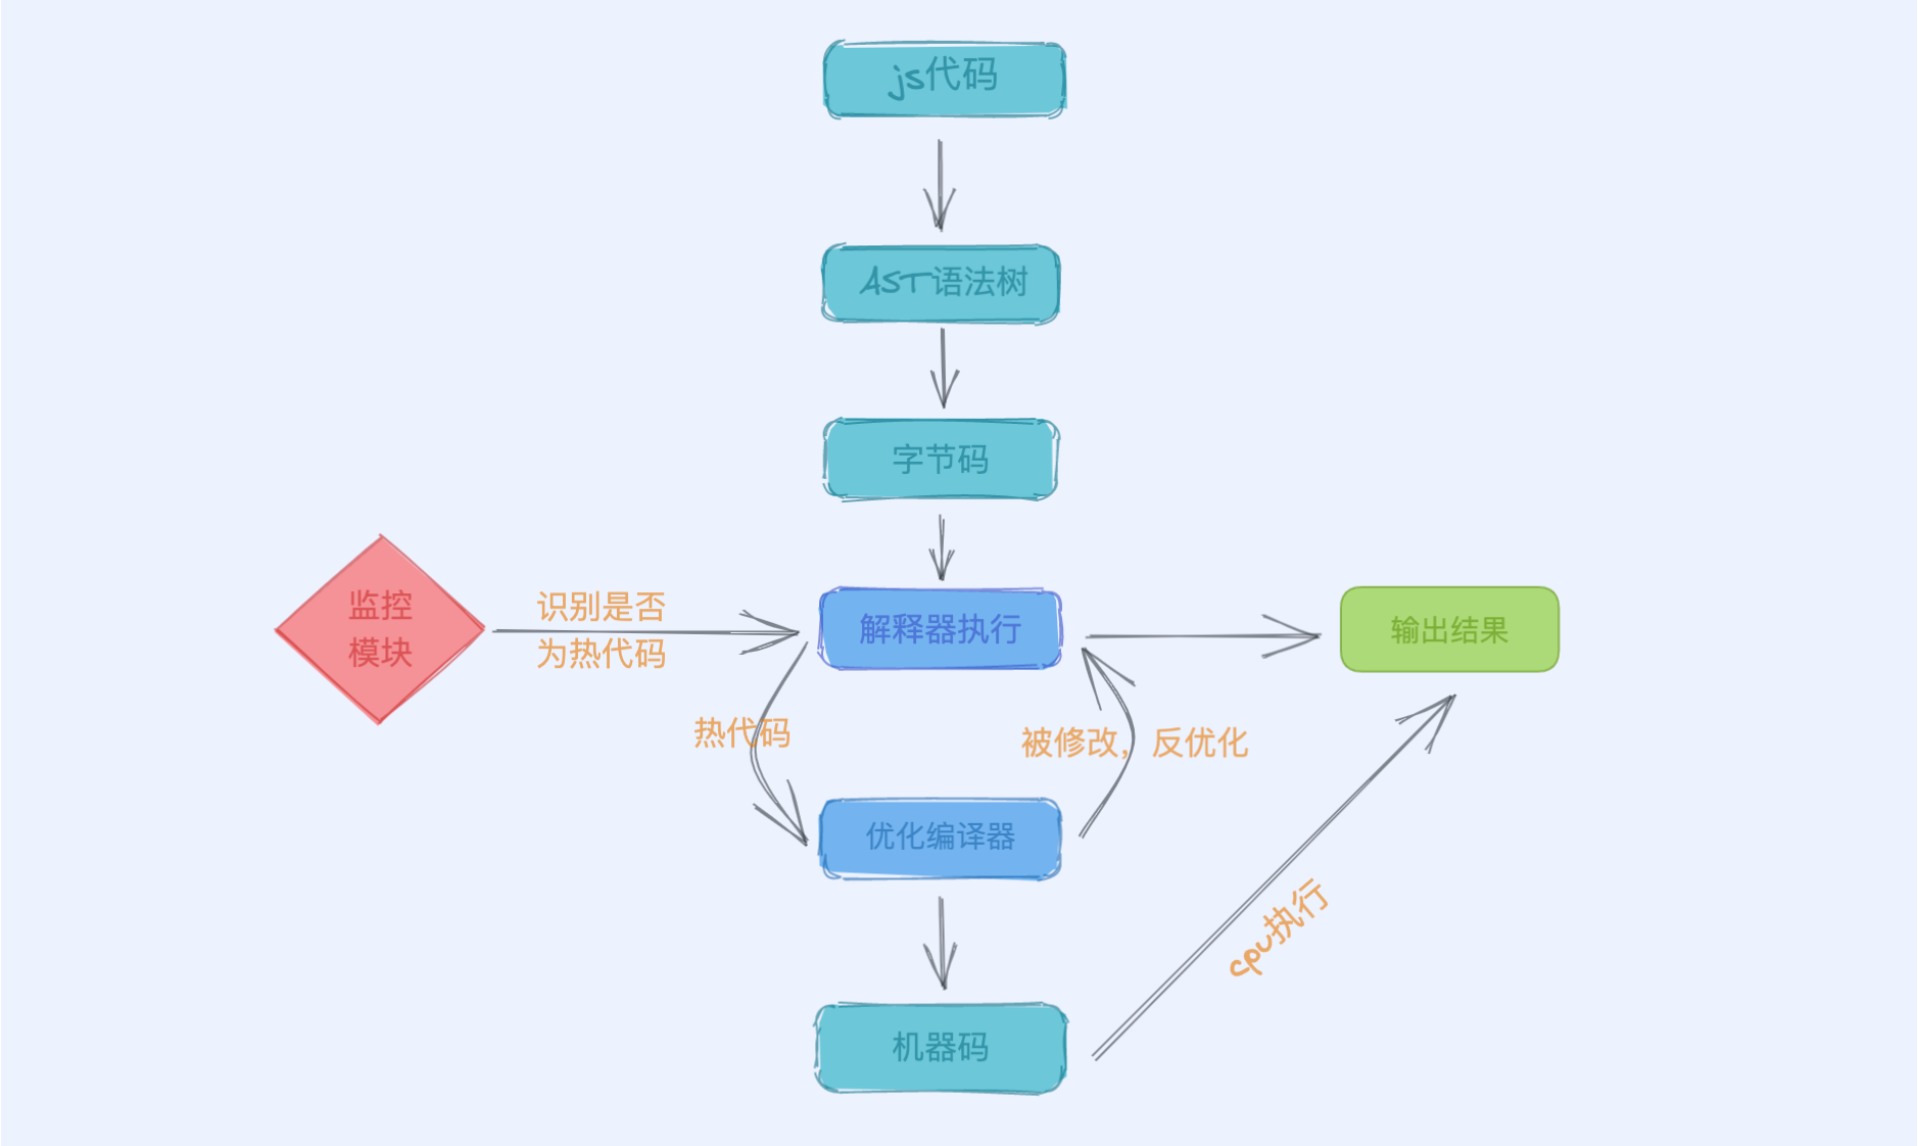 js代码
AST语法树
字节码
监控
模块
识别是否
为热代码
解释器执行
输出结果
热代码
被修改，反优化
优化编译器
cpu执行
机器码